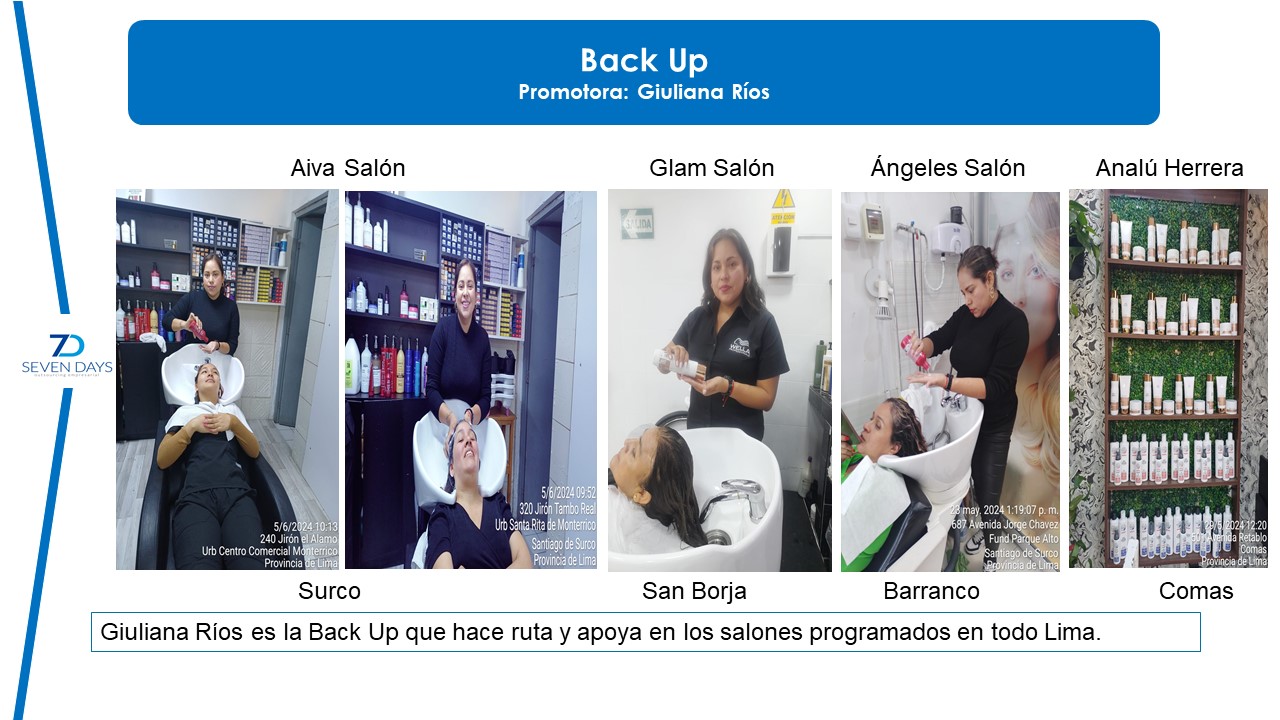 Back Up
Promotora: Giuliana Ríos
Aiva Salón
Glam Salón
Ángeles Salón
Analú Herrera
SALIDA
WELLA
7D
SEVEN DAYS
5/6/2024 10:13
240 Jirón el Alamo
Urb Centro Comercial Monterrico
Provincia de Lima
5/6/2024 09:52
320 Jirón Tambo Real
Urb Santa Rita de Monterrico
Santiago de Surco
Provincia de Lima
23 may. 2024 1:19:07 p. m.
687 Avenida Jorge Chavez
Fund Parque Alto
Santiago de Surco
Provincia de Lima
29/5/2024 12:20
Avenida Retablo
Comas
Provincia de Lima
Surco
San Borja
Barranco
Comas
Giuliana Ríos es la Back Up que hace ruta y apoya en los salones programados en todo Lima.